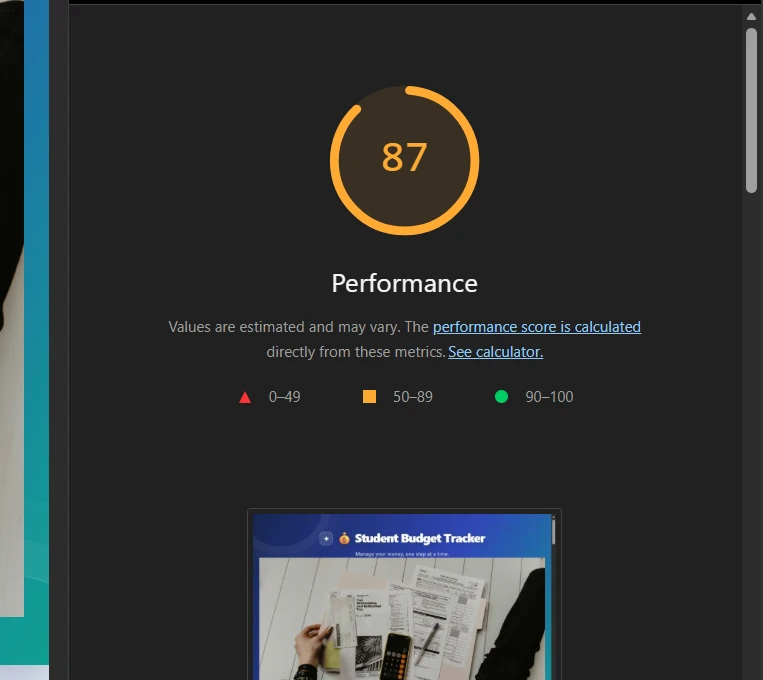 87
Performance
Values are estimated and may vary. The performance score is calculated
directly from these metrics. See calculator.
0–49 50–89 90–100
Student Budget Tracker
Manage your money, one step at a time.